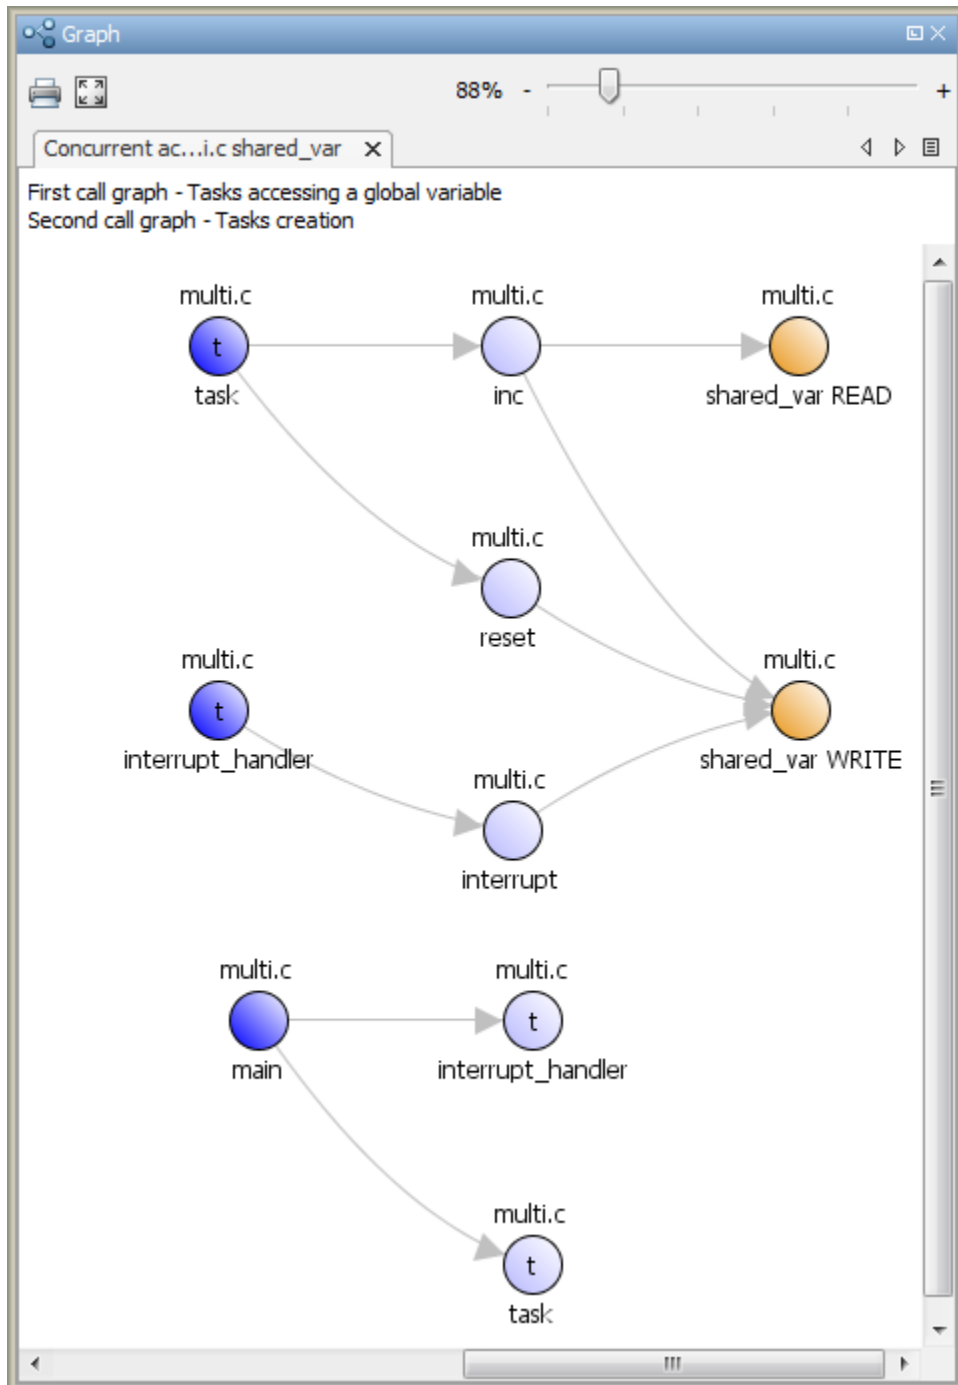 Graph
88% - +
Concurrent ac...i.c shared_var
First call graph - Tasks accessing a global variable
Second call graph - Tasks creation
multi.c multi.c multi.c
t
task inc shared_var READ
multi.c
reset
multi.c multi.c
t
interrupt_handler shared_var WRITE
multi.c
interrupt
multi.c multi.c
t
main interrupt_handler
multi.c
t
task